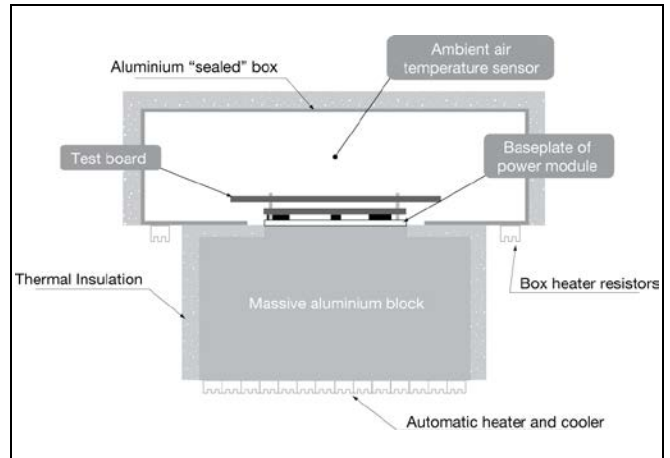 Ambient air
temperature sensor
Aluminium “sealed” box
Test board
Baseplate of
power module
Thermal Insulation
Massive aluminium block
Box heater resistors
Automatic heater and cooler